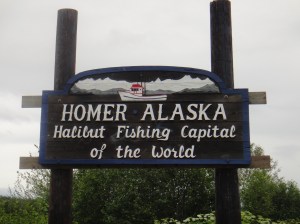 HOMER ALASKA
Halibut Fishing Capital
of the World